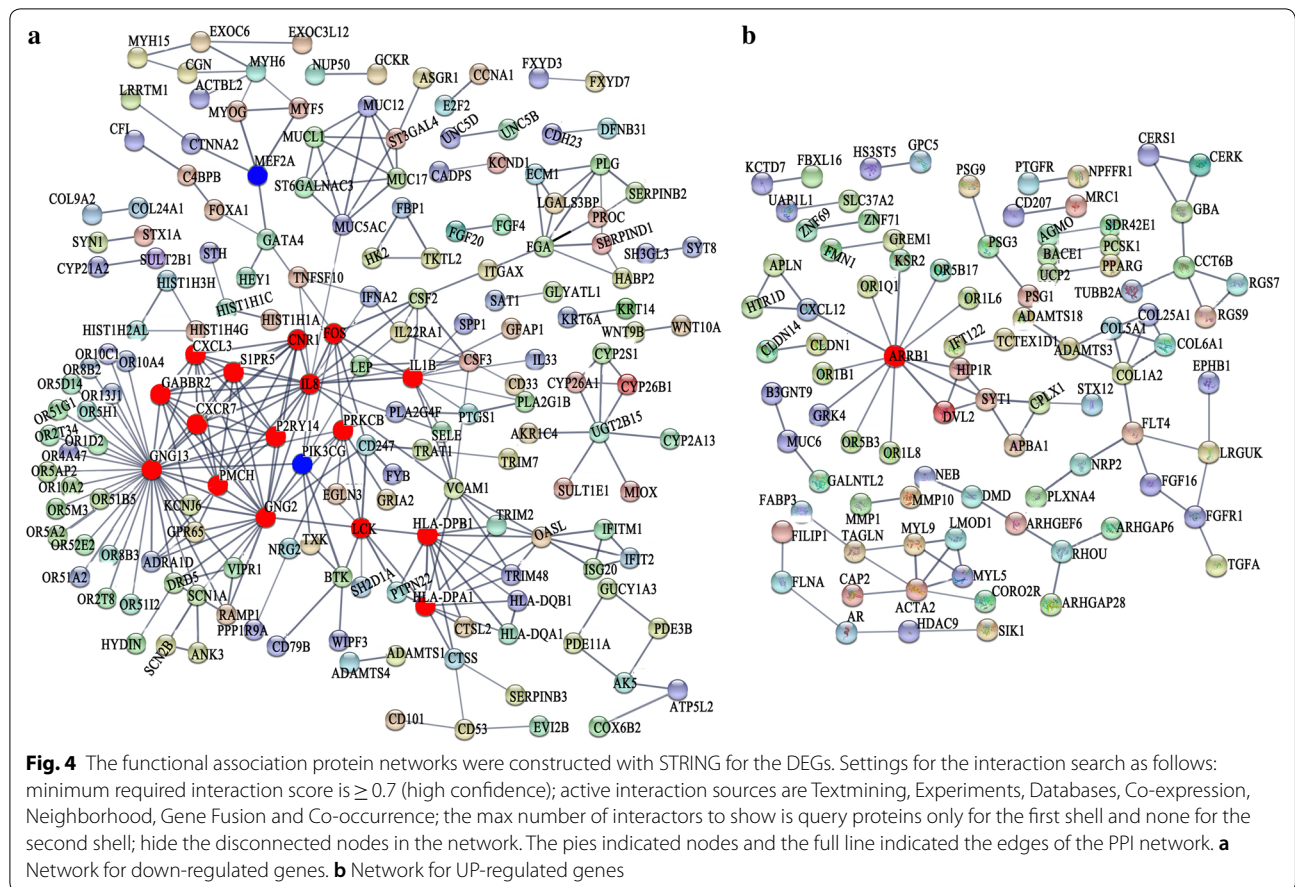 a
b
MYH15
EXOC6
EXOC3L12
CGN
MYH6
NUP50
GCKR
ASGR1
CCNA1
FXYD3
FXYD7
LRRTM1
ACTBL2
MYOG
MYF5
MUC12
E2F2
CFI
CTNNA2
MUCL1
ST3GAL4
UNC5D
UNC5B
CDH23
DFNB31
MEF2A
C4BPB
ST6GALNAC3
MUC17
CADPS
KCND1
ECM1
PLG
COL9A2
COL24A1
FOXA1
MUC5AC
FBP1
LGALS3BP
SERPINB2
PROC
SYN1
STX1A
GATA4
FGF20
FGF4
SERPIND1
STH
HK2
TKTL2
EGA
SH3GL3
SYT8
CYP21A2
SULT2B1
HEY1
TNFSF10
ITGAX
HABP2
HIST1H3H
HIST1H1C
IFNA2
CSF2
SAT1
GLYATL1
KRT14
HIST1H2AL
HIST1H4G
HIST1H1A
IL22RA1
SPP1
GFAP1
KRT6A
WNT9B
WNT10A
CXCL3
CNR1
FOS
OR10C1
OR8B2
OR10A4
S1PR5
LEP
IL1B
CSF3
IL33
CYP2S1
OR5D14
OR13J1
GABBR2
IL8
CD33
CYP26A1
CYP26B1
OR51G1
OR5H1
CXCR7
PRKCB
PLA2G4F
PTGS1
PLA2G1B
OR2T34
OR1D2
P2RY14
CD247
SELE
AKR1C4
UGT2B15
CYP2A13
OR4A47
GNG13
PIK3CG
TRAT1
TRIM7
OR5AP2
OR10A2
PMCH
FYB
OR51B5
KCNJ6
GNG2
EGLN3
GRIA2
VCAM1
SULT1E1
MIOX
OR5M3
OR5A2
GPR65
LCK
HLA-DPB1
TRIM2
OASL
IFITM1
OR52E2
OR8B3
NRG2
TXK
OR51A2
ADRA1D
VIPR1
ISG20
IFIT2
OR2T8
OR51I2
DRD5
SCN1A
BTK
SH2D1A
PTPN22
TRIM48
GUCY1A3
RAMP1
HLA-DPA1
HLA-DQB1
HYDIN
SCN2B
ANK3
PPP1R9A
CD79B
WIPF3
CTSL2
HLA-DQA1
PDE11A
PDE3B
ADAMTS4
ADAMTS1
CTSS
AK5
SERPINB3
ATP5L2
CD101
CD53
EVI2B
COX6B2
CERS1
CERK
KCTD7
FBXL16
HS3ST5
GPC5
PSG9
PTGFR
NPFFR1
UAP1L1
SLC37A2
CD207
MRC1
GBA
ZNF69
ZNF71
PSG3
AGMO
SDR42E1
FMN1
GREM1
KSR2
BACE1
PCSK1
APLN
OR5B17
UCP2
PPARG
CCT6B
HTR1D
CXCL12
OR1Q1
OR1L6
PSG1
TUBB2A
RGS7
ADAMTS18
RGS9
CLDN14
CLDN1
IFT122
TCTEX1D1
COL5A1
COL25A1
ARRB1
ADAMTS3
COL6A1
OR1B1
HIP1R
COL1A2
B3GNT9
GRK4
SYT1
CPLX1
STX12
EPHB1
DVL2
MUC6
OR5B3
OR1L8
APBA1
FLT4
GALNTL2
NEB
NRP2
LRGUK
FABP3
MMP10
DMD
PLXNA4
FGF16
MMP1
FILIP1
TAGLN
MYL9
LMOD1
ARHGEF6
ARHGAP6
FGFR1
RHOU
FLNA
CAP2
MYL5
TGFA
ACTA2
CORO2R
ARHGAP28
AR
HDAC9
SIK1
Fig. 4 The functional association protein networks were constructed with STRING for the DEGs. Settings for the interaction search as follows:
minimum required interaction score is ≥ 0.7 (high confidence); active interaction sources are Textmining, Experiments, Databases, Co-expression,
Neighborhood, Gene Fusion and Co-occurrence; the max number of interactors to show is query proteins only for the first shell and none for the
second shell; hide the disconnected nodes in the network. The pies indicated nodes and the full line indicated the edges of the PPI network. a
Network for down-regulated genes. b Network for UP-regulated genes